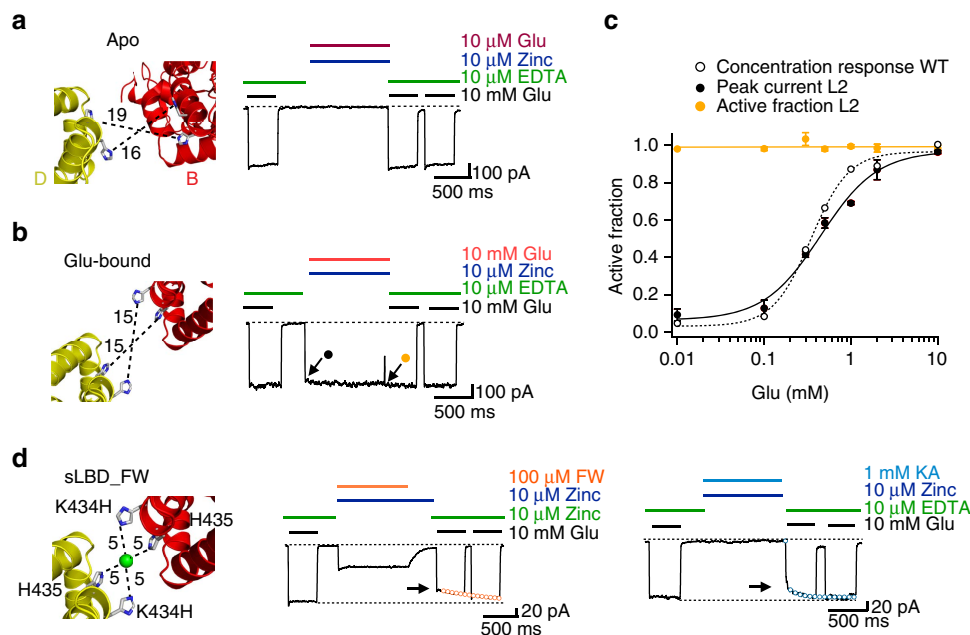 a
Apo
19
16
D
B
10 μM Glu
10 μM Zinc
10 μM EDTA
10 mM Glu
100 pA
500 ms
b
Glu-bound
15
15
10 mM Glu
10 μM Zinc
10 μM EDTA
10 mM Glu
100 pA
500 ms
c
Concentration response WT
Peak current L2
Active fraction L2
Active fraction
1.0
0.8
0.6
0.4
0.2
0.0
0.01
0.1
1
10
Glu (mM)
d
sLBD_FW
K434H
H435
5 5
5 5
H435
K434H
100 μM FW
10 μM Zinc
10 μM Zinc
10 mM Glu
20 pA
500 ms
1 mM KA
10 μM Zinc
10 μM EDTA
10 mM Glu
20 pA
500 ms